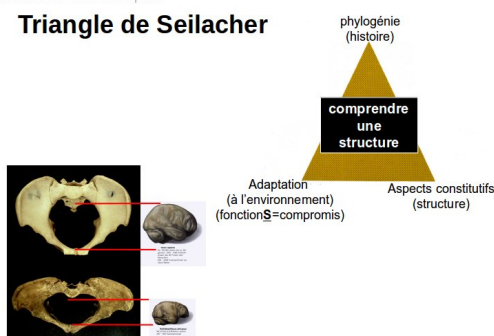 Triangle de Seilacher
phylogénie
(histoire)
comprendre
une
structure
Adaptation
(à l'environnement)
(fonctionS=compromis)
Aspects constitutifs
(structure)